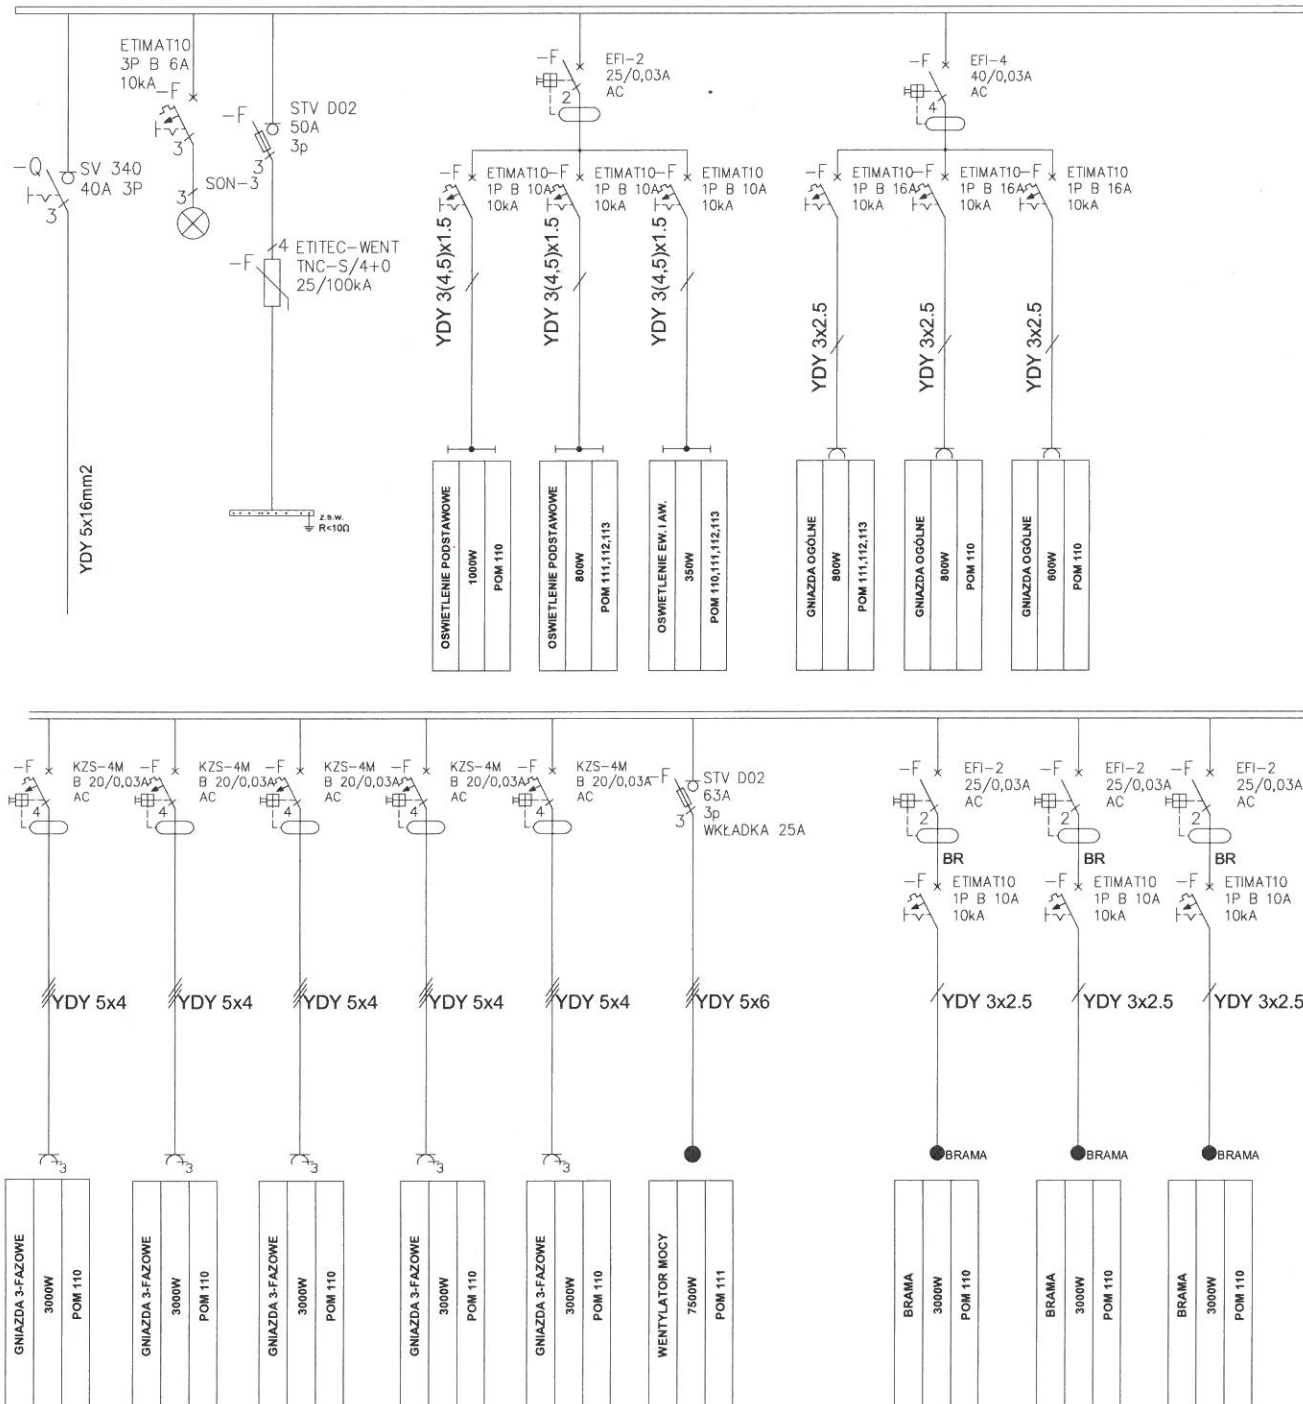 -Q
SV 340
40A 3P
3
YDY 5x16mm2
ETIMAT10
3P B 6A
10kA
-F
3
SON-3
3
-F
STV D02
50A
3p
3
4
ETITEC-WENT
TNC-S/4+0
25/100kA
-F
z.s.w.
R<10Ω
-F
EFI-2
25/0,03A
AC
2
-F
ETIMAT10
1P B 10A
10kA
YDY 3(4,5)x1.5
OSWIETLENIE PODSTAWOWE
1000W
POM 110
-F
ETIMAT10
1P B 10A
10kA
YDY 3(4,5)x1.5
OSWIETLENIE PODSTAWOWE
800W
POM 111,112,113
-F
ETIMAT10
1P B 10A
10kA
YDY 3(4,5)x1.5
OSWIETLENIE EW. I AW.
350W
POM 110,111,112,113
-F
EFI-4
40/0,03A
AC
4
-F
ETIMAT10
1P B 16A
10kA
YDY 3x2.5
GNIAZDA OGÓLNE
800W
POM 111,112,113
-F
ETIMAT10
1P B 16A
10kA
YDY 3x2.5
GNIAZDA OGÓLNE
800W
POM 110
-F
ETIMAT10
1P B 16A
10kA
YDY 3x2.5
GNIAZDA OGÓLNE
600W
POM 110
-F
KZS-4M
B 20/0,03A
AC
4
YDY 5x4
3
GNIAZDA 3-FAZOWE
3000W
POM 110
-F
KZS-4M
B 20/0,03A
AC
4
YDY 5x4
3
GNIAZDA 3-FAZOWE
3000W
POM 110
-F
KZS-4M
B 20/0,03A
AC
4
YDY 5x4
3
GNIAZDA 3-FAZOWE
3000W
POM 110
-F
KZS-4M
B 20/0,03A
AC
4
YDY 5x4
3
GNIAZDA 3-FAZOWE
3000W
POM 110
-F
KZS-4M
B 20/0,03A
AC
4
YDY 5x4
3
GNIAZDA 3-FAZOWE
3000W
POM 110
-F
STV D02
63A
3p
WKŁADKA 25A
3
YDY 5x6
WENTYLATOR MOCY
7500W
POM 111
-F
EFI-2
25/0,03A
AC
2
BR
-F
ETIMAT10
1P B 10A
10kA
YDY 3x2.5
BRAMA
BRAMA
3000W
POM 110
-F
EFI-2
25/0,03A
AC
2
BR
-F
ETIMAT10
1P B 10A
10kA
YDY 3x2.5
BRAMA
BRAMA
3000W
POM 110
-F
EFI-2
25/0,03A
AC
2
BR
-F
ETIMAT10
1P B 10A
10kA
YDY 3x2.5
BRAMA
BRAMA
3000W
POM 110